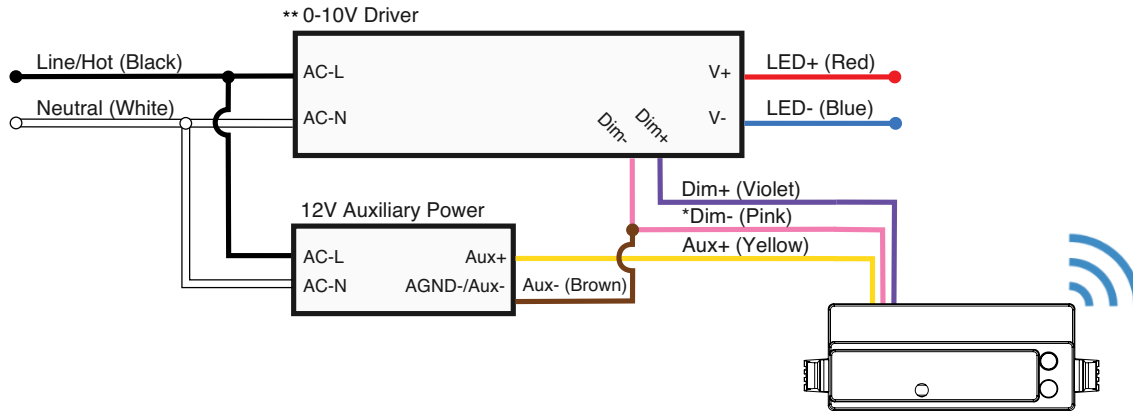 ** 0-10V Driver
Line/Hot (Black)
AC-L
V+
LED+ (Red)
Neutral (White)
AC-N
Dim-
Dim+
V-
LED- (Blue)
Dim+ (Violet)
12V Auxiliary Power
*Dim- (Pink)
AC-L
Aux+
Aux+ (Yellow)
AC-N
AGND-/Aux-
Aux- (Brown)